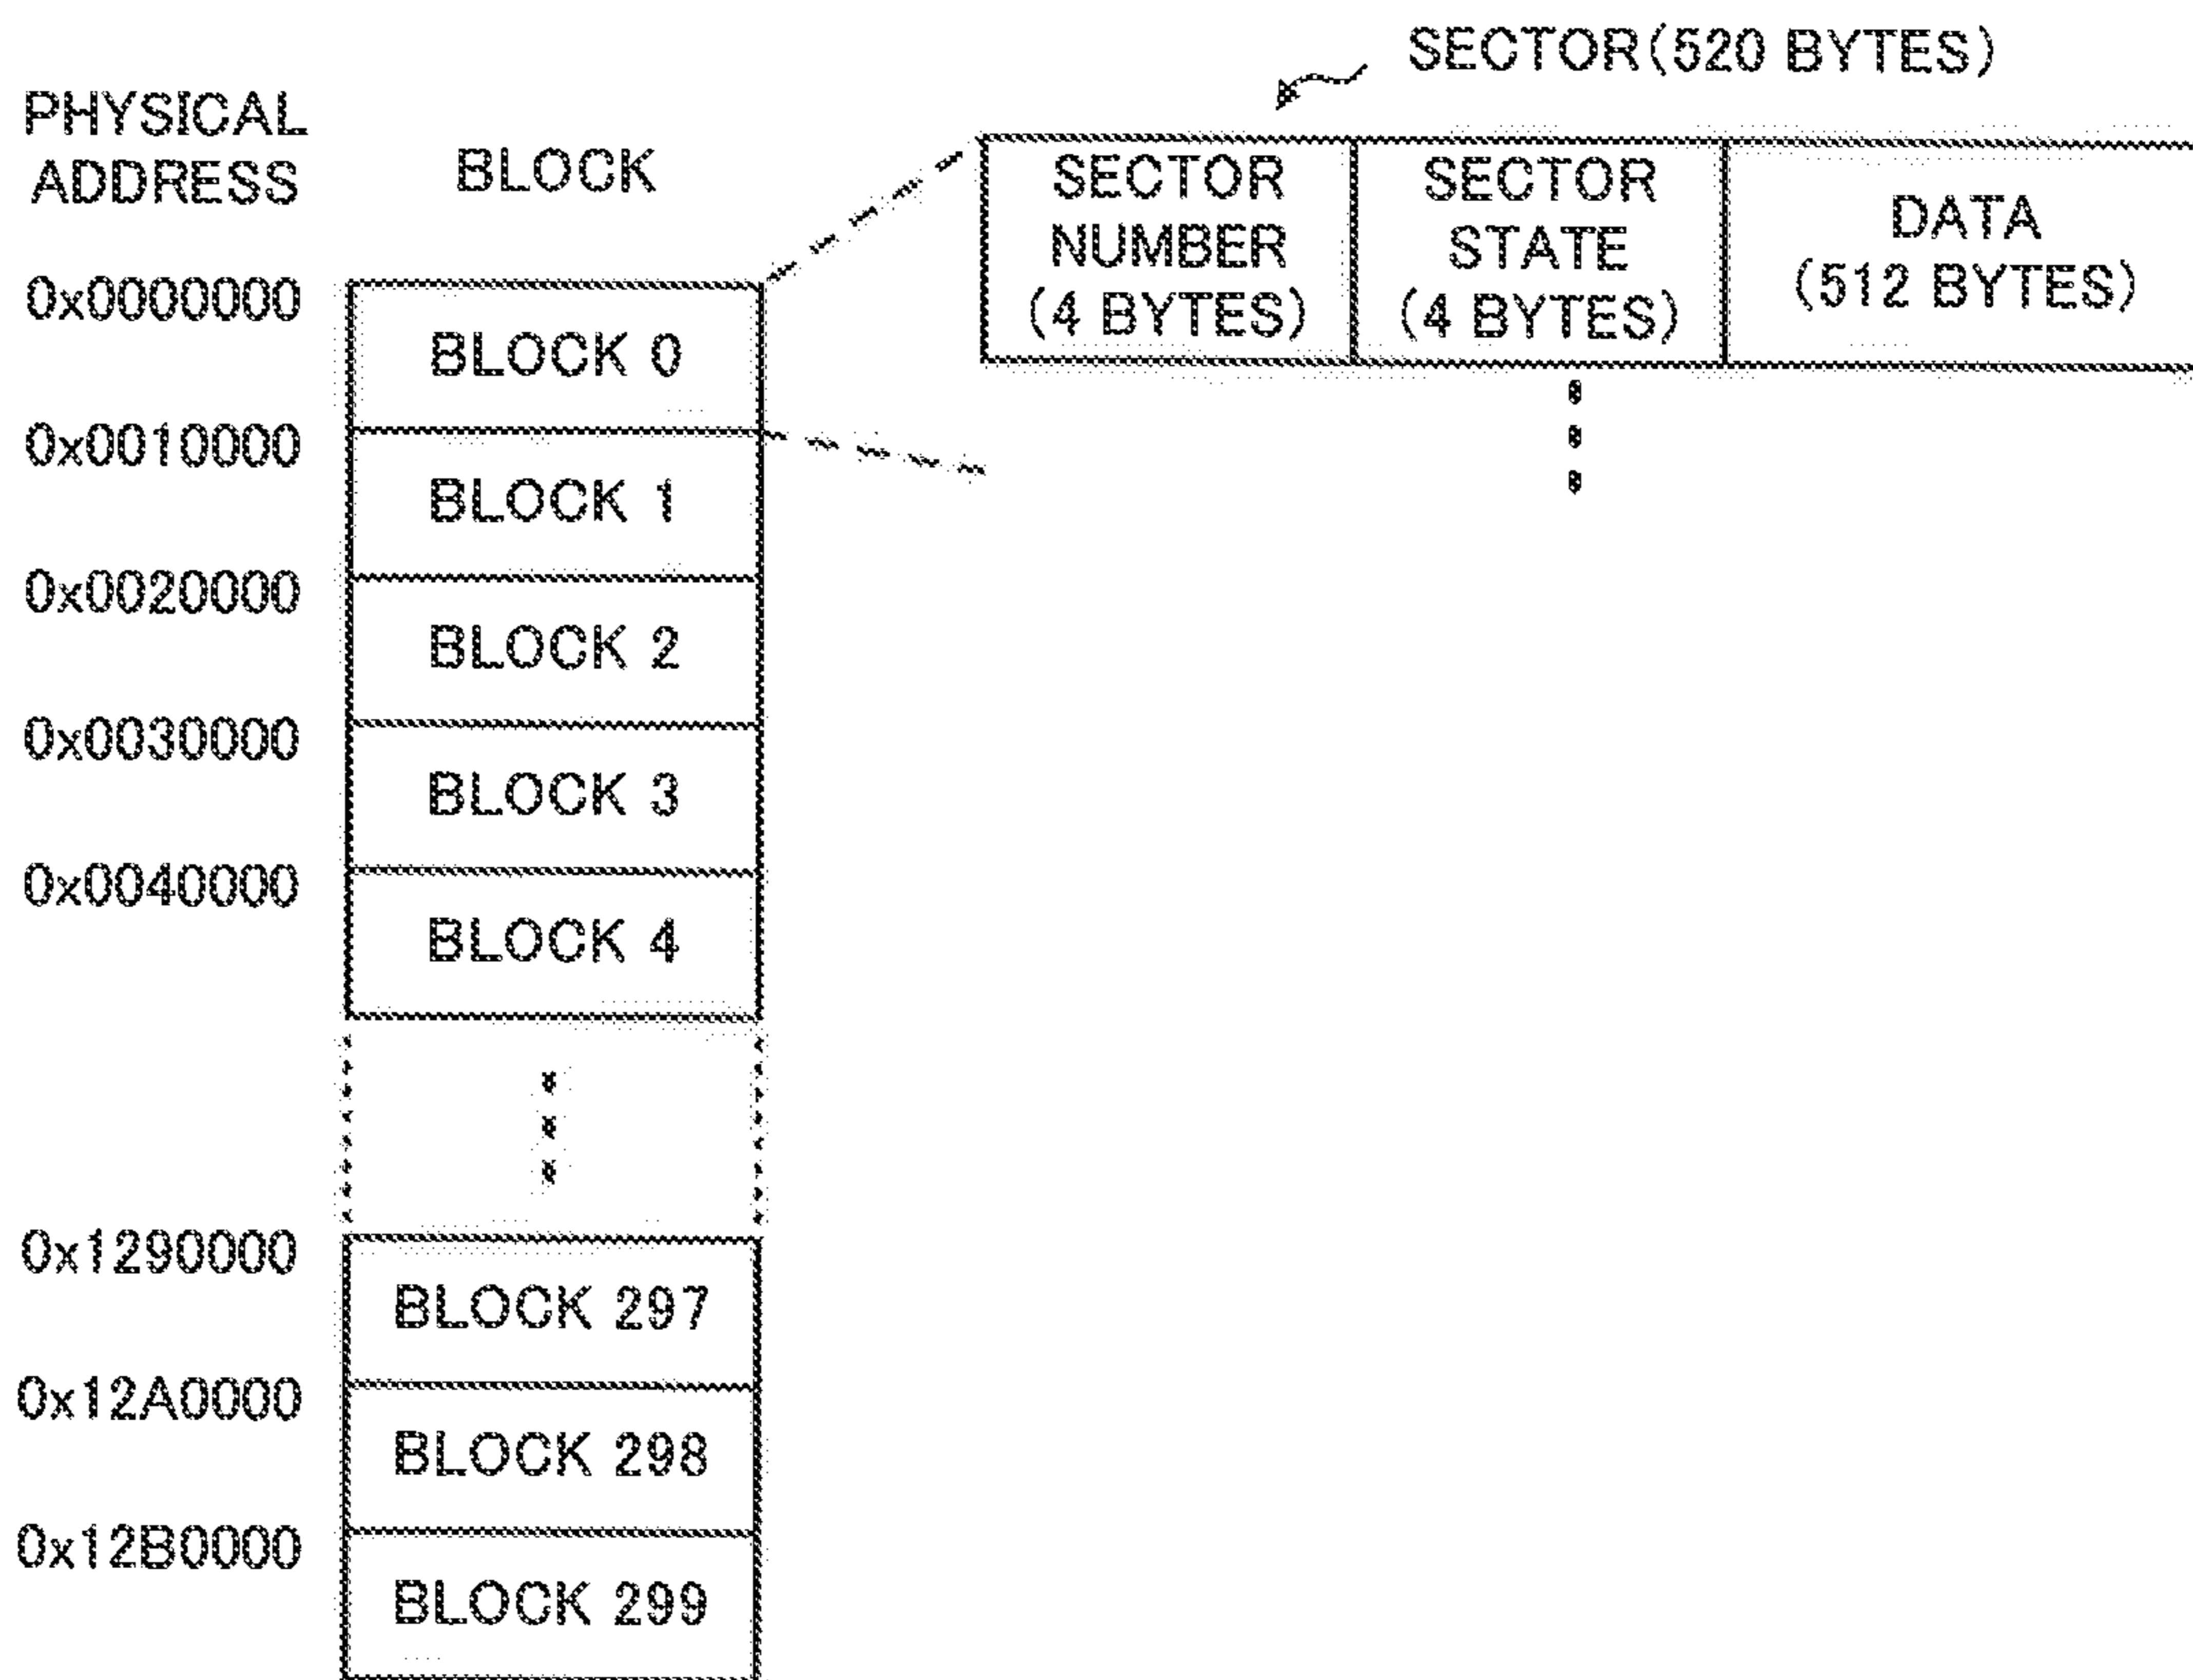 SECTOR(520 BYTES)
PHYSICAL
ADDRESS
BLOCK
SECTOR
NUMBER
(4 BYTES)
SECTOR
STATE
(4 BYTES)
DATA
(512 BYTES)
0x0000000
BLOCK 0
0x0010000
BLOCK 1
0x0020000
BLOCK 2
0x0030000
BLOCK 3
0x0040000
BLOCK 4
0x1290000
BLOCK 297
0x12A0000
BLOCK 298
0x12B0000
BLOCK 299